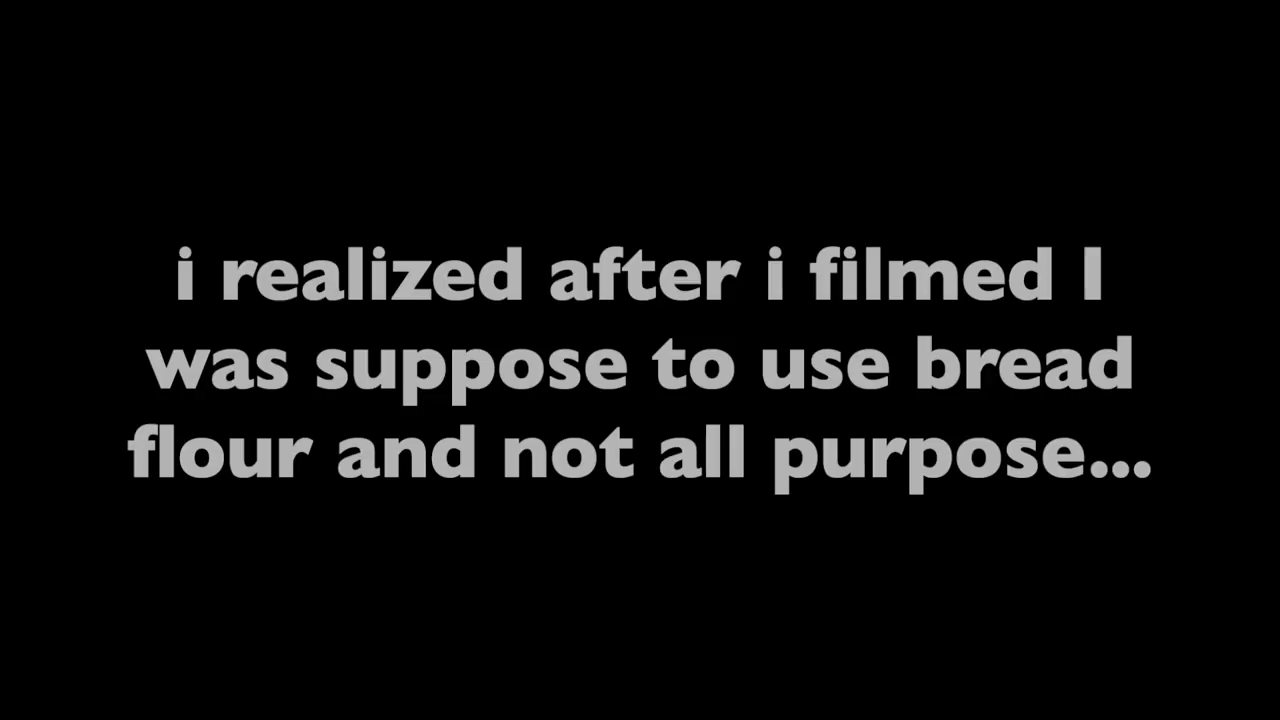 i realized after i filmed I
was suppose to use bread
flour and not all purpose...